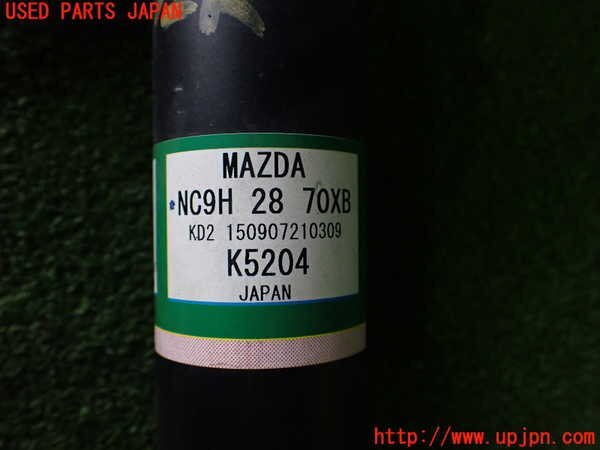 USED PARTS JAPAN
MAZDA
NC9H 28 70XB
KD2 150907210309
K5204
JAPAN
http://www.upjpn.com/